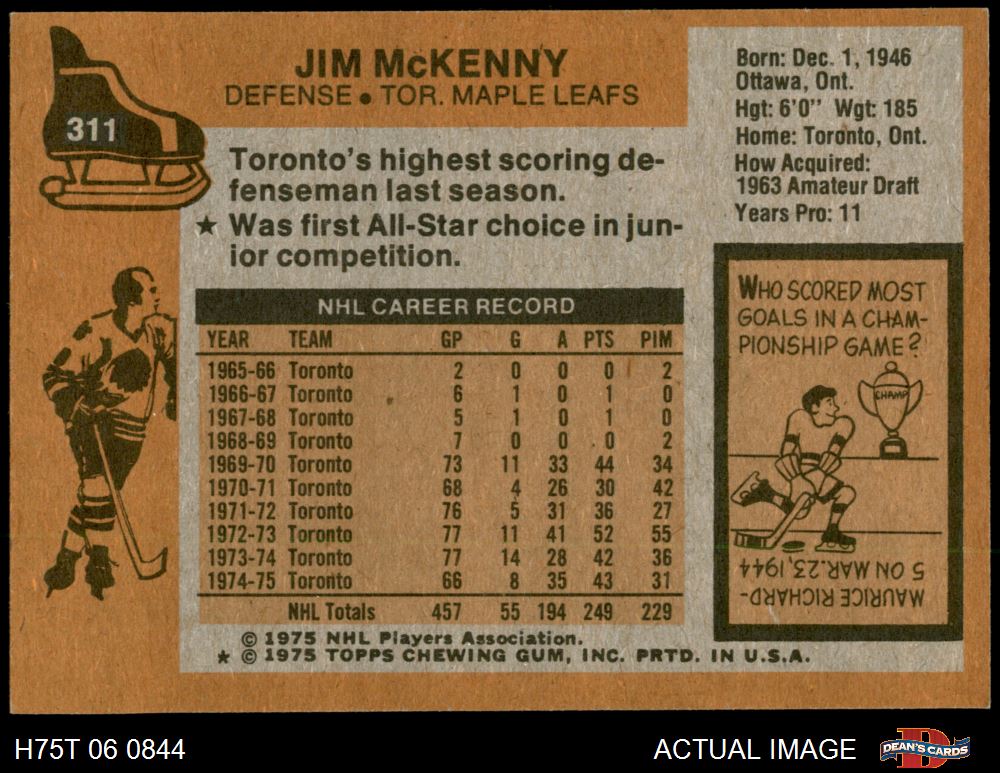 311
JIM McKENNY
DEFENSE • TOR. MAPLE LEAFS
Born: Dec. 1, 1946
Ottawa, Ont.
Hgt: 6'0" Wgt: 185
Home: Toronto, Ont.
How Acquired:
1963 Amateur Draft
Years Pro: 11
Toronto's highest scoring de-
fenseman last season.
★ Was first All-Star choice in jun-
ior competition.
NHL CAREER RECORD
YEAR TEAM GP G A PTS PIM
1965-66 Toronto 2 0 0 0 2
1966-67 Toronto 6 1 0 1 0
1967-68 Toronto 5 1 0 1 0
1968-69 Toronto 7 0 0 0 2
1969-70 Toronto 73 11 33 44 34
1970-71 Toronto 68 4 26 30 42
1971-72 Toronto 76 5 31 36 27
1972-73 Toronto 77 11 41 52 55
1973-74 Toronto 77 14 28 42 36
1974-75 Toronto 66 8 35 43 31
NHL Totals 457 55 194 249 229
© 1975 NHL Players Association.
★ © 1975 TOPPS CHEWING GUM, INC. PRTD. IN U.S.A.
WHO SCORED MOST
GOALS IN A CHAM-
PIONSHIP GAME?
CHAMP
MAURICE RICHARD-
5 ON MAR. 23, 1944
H75T 06 0844
ACTUAL IMAGE
DEAN'S CARDS